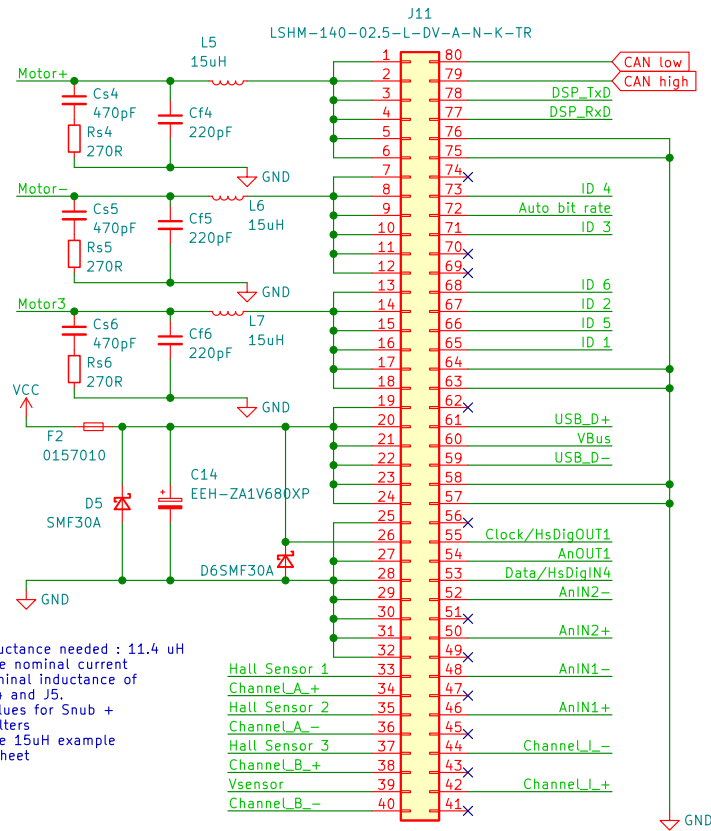 J11
LSHM-140-02.5-L-DV-A-N-K-TR
L5
15uH
Motor+
Cs4
470pF
Rs4
270R
Cf4
220pF
GND
Motor-
Cs5
470pF
Rs5
270R
Cf5
220pF
L6
15uH
GND
Motor3
Cs6
470pF
Rs6
270R
Cf6
220pF
L7
15uH
GND
VCC
F2
0157010
D5
SMF30A
C14
EEH-ZA1V680XP
D6SMF30A
GND
uctance needed : 11.4 uH
e nominal current
minal inductance of
4 and J5.
lues for Snub +
lters
e 15uH example
heet
Hall Sensor 1
Channel_A_+
Hall Sensor 2
Channel_A_-
Hall Sensor 3
Channel_B_+
Vsensor
Channel_B_-
1
2
3
4
5
6
7
8
9
10
11
12
13
14
15
16
17
18
19
20
21
22
23
24
25
26
27
28
29
30
31
32
33
34
35
36
37
38
39
40
80
79
78
77
76
75
74
73
72
71
70
69
68
67
66
65
64
63
62
61
60
59
58
57
56
55
54
53
52
51
50
49
48
47
46
45
44
43
42
41
CAN low
CAN high
DSP_TxD
DSP_RxD
ID 4
Auto bit rate
ID 3
ID 6
ID 2
ID 5
ID 1
USB_D+
VBus
USB_D-
Clock/HsDigOUT1
AnOUT1
Data/HsDigIN4
AnIN2-
AnIN2+
AnIN1-
AnIN1+
Channel_I_-
Channel_I_+
GND